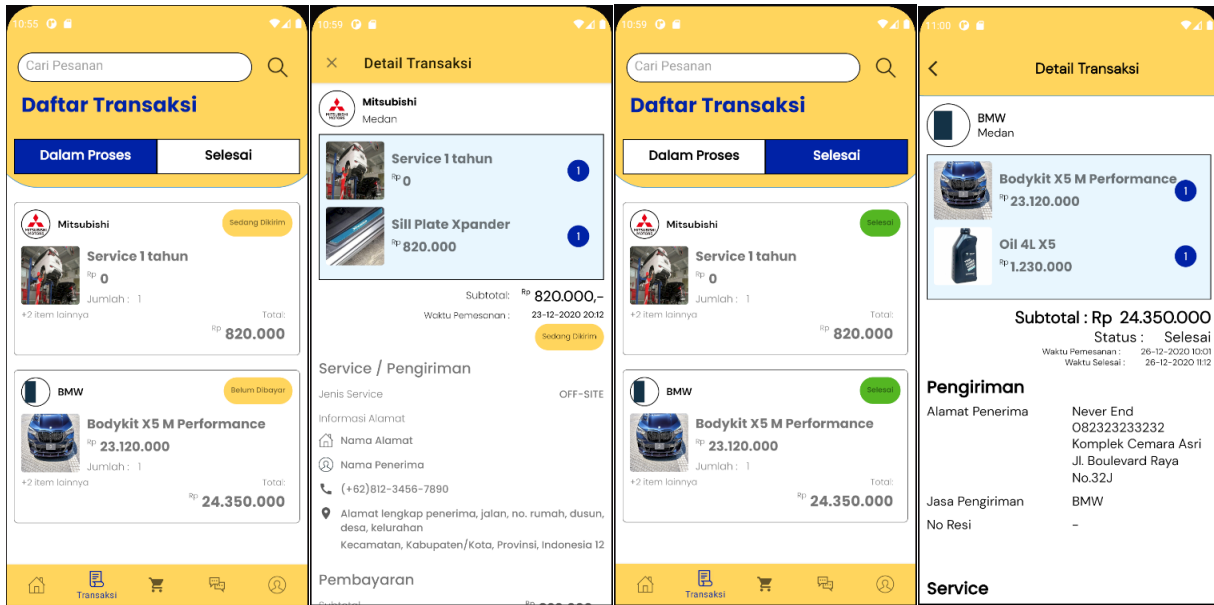 10:55
Cari Pesanan
Daftar Transaksi
Dalam Proses
Selesai
Mitsubishi
Sedang Dikirim
Service 1 tahun
Rp 0
Jumlah : 1
+2 item lainnya
Total:
Rp 820.000
BMW
Belum Dibayar
Bodykit X5 M Performance
Rp 23.120.000
Jumlah : 1
+2 item lainnya
Total:
Rp 24.350.000
Transaksi
10:59
Detail Transaksi
Mitsubishi
Medan
Service 1 tahun
Rp 0
1
Sill Plate Xpander
Rp 820.000
1
Subtotal: Rp 820.000,-
Waktu Pemesanan : 23-12-2020 20:12
Sedang Dikirim
Service / Pengiriman
Jenis Service OFF-SITE
Informasi Alamat
Nama Alamat
Nama Penerima
(+62)812-3456-7890
Alamat lengkap penerima, jalan, no. rumah, dusun,
desa, kelurahan
Kecamatan, Kabupaten/Kota, Provinsi, Indonesia 12
Pembayaran
10:59
Cari Pesanan
Daftar Transaksi
Dalam Proses
Selesai
Mitsubishi
Selesai
Service 1 tahun
Rp 0
Jumlah : 1
+2 item lainnya
Total:
Rp 820.000
BMW
Selesai
Bodykit X5 M Performance
Rp 23.120.000
Jumlah : 1
+2 item lainnya
Total:
Rp 24.350.000
Transaksi
11:00
Detail Transaksi
BMW
Medan
Bodykit X5 M Performance
Rp 23.120.000
1
Oil 4L X5
Rp 1.230.000
1
Subtotal : Rp 24.350.000
Status : Selesai
Waktu Pemesanan : 26-12-2020 10:01
Waktu Selesai : 26-12-2020 11:12
Pengiriman
Alamat Penerima Never End
082323233232
Komplek Cemara Asri
Jl. Boulevard Raya
No.32J
Jasa Pengiriman BMW
No Resi -
Service